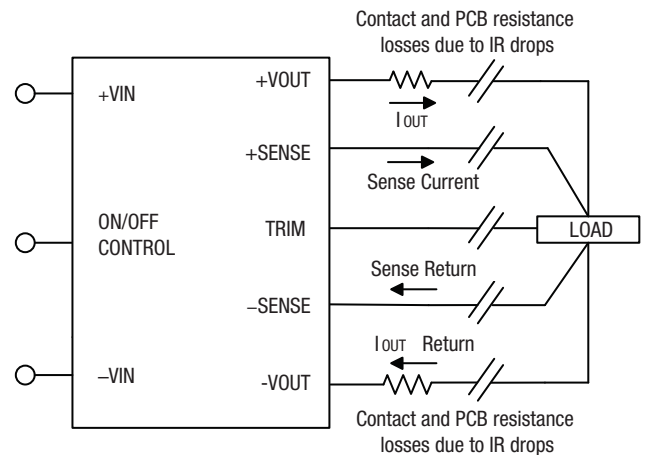 Contact and PCB resistance
losses due to IR drops
+VOUT
+VIN
IOUT
+SENSE
Sense Current
ON/OFF
CONTROL
TRIM
LOAD
Sense Return
−SENSE
IOUT Return
−VIN
-VOUT
Contact and PCB resistance
losses due to IR drops